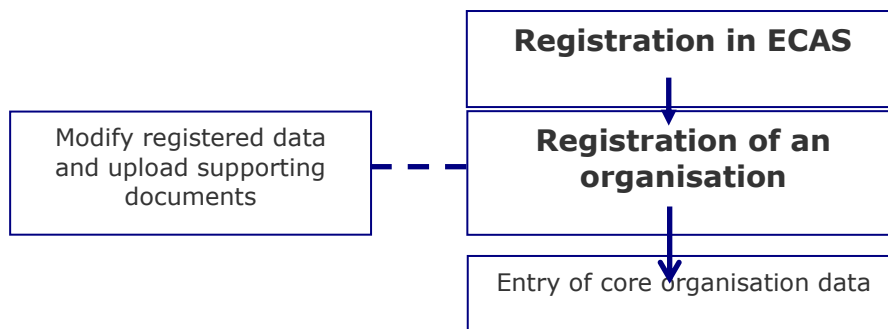 Registration in ECAS
Modify registered data
and upload supporting
documents
Registration of an
organisation
Entry of core organisation data